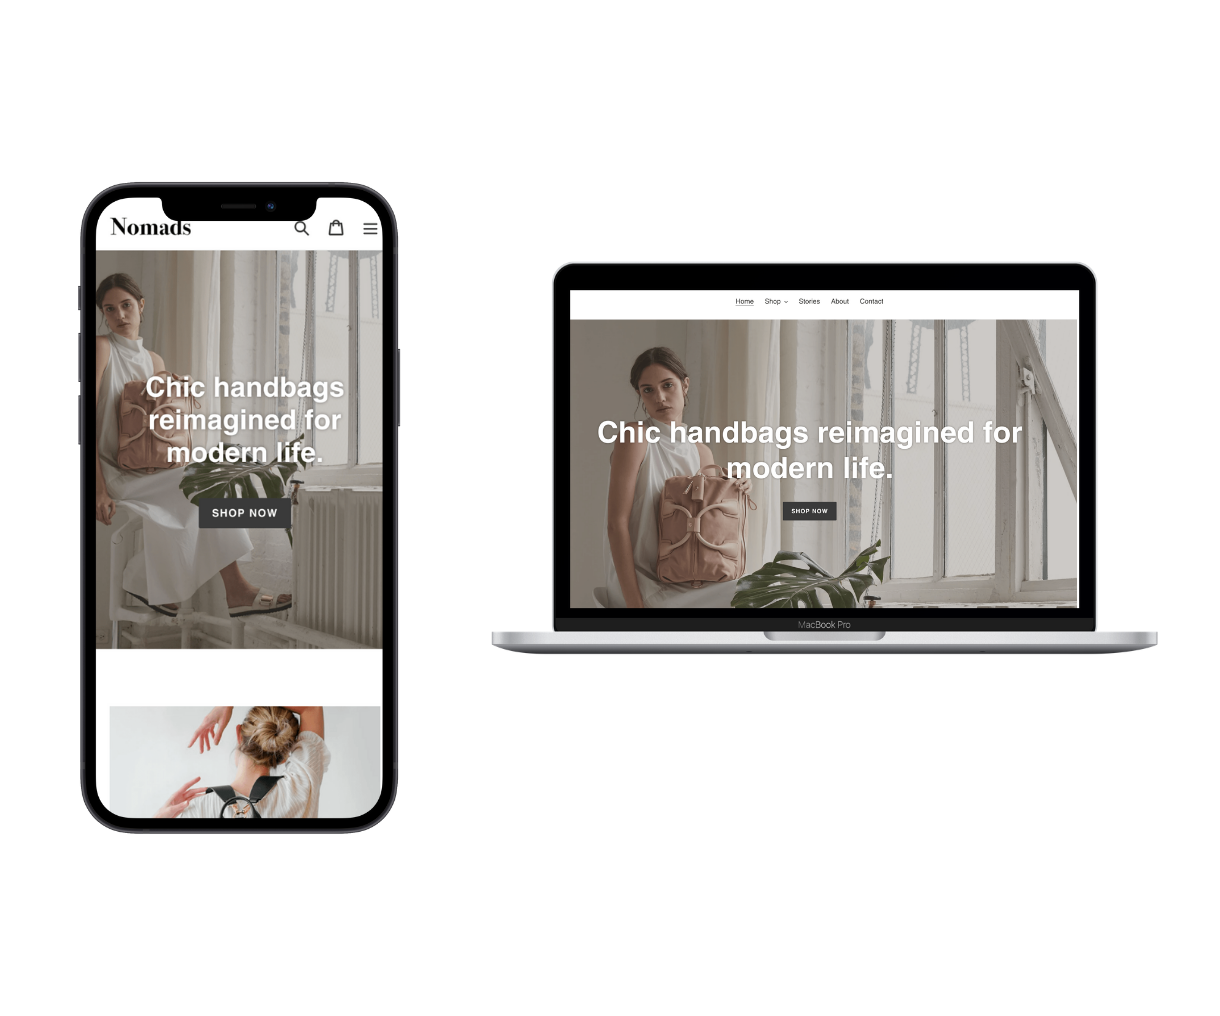 Nomads
Chic handbags
reimagined for
modern life.
SHOP NOW
Home Shop Stories About Contact
Chic handbags reimagined for
modern life.
SHOP NOW
MacBook Pro